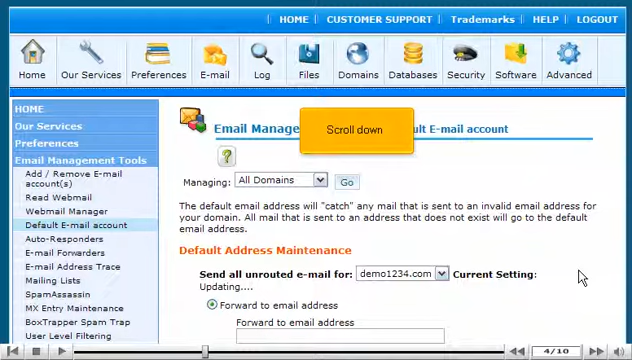 HOME | CUSTOMER SUPPORT | Trademarks | HELP | LOGOUT
Home Our Services Preferences E-mail Log Files Domains Databases Security Software Advanced
HOME
Our Services
Preferences
Email Management Tools
Add / Remove E-mail
account(s)
Read Webmail
Webmail Manager
Default E-mail account
Auto-Responders
E-mail Forwarders
E-mail Address Trace
Mailing Lists
SpamAssassin
MX Entry Maintenance
BoxTrapper Spam Trap
User Level Filtering
Email Manage
Scroll down
ault E-mail account
?
Managing: All Domains Go
The default email address will "catch" any mail that is sent to an invalid email address for
your domain. All mail that is sent to an address that does not exist will go to the default
email address.
Default Address Maintenance
Send all unrouted e-mail for: demo1234.com Current Setting:
Updating....
Forward to email address
Forward to email address
4/10